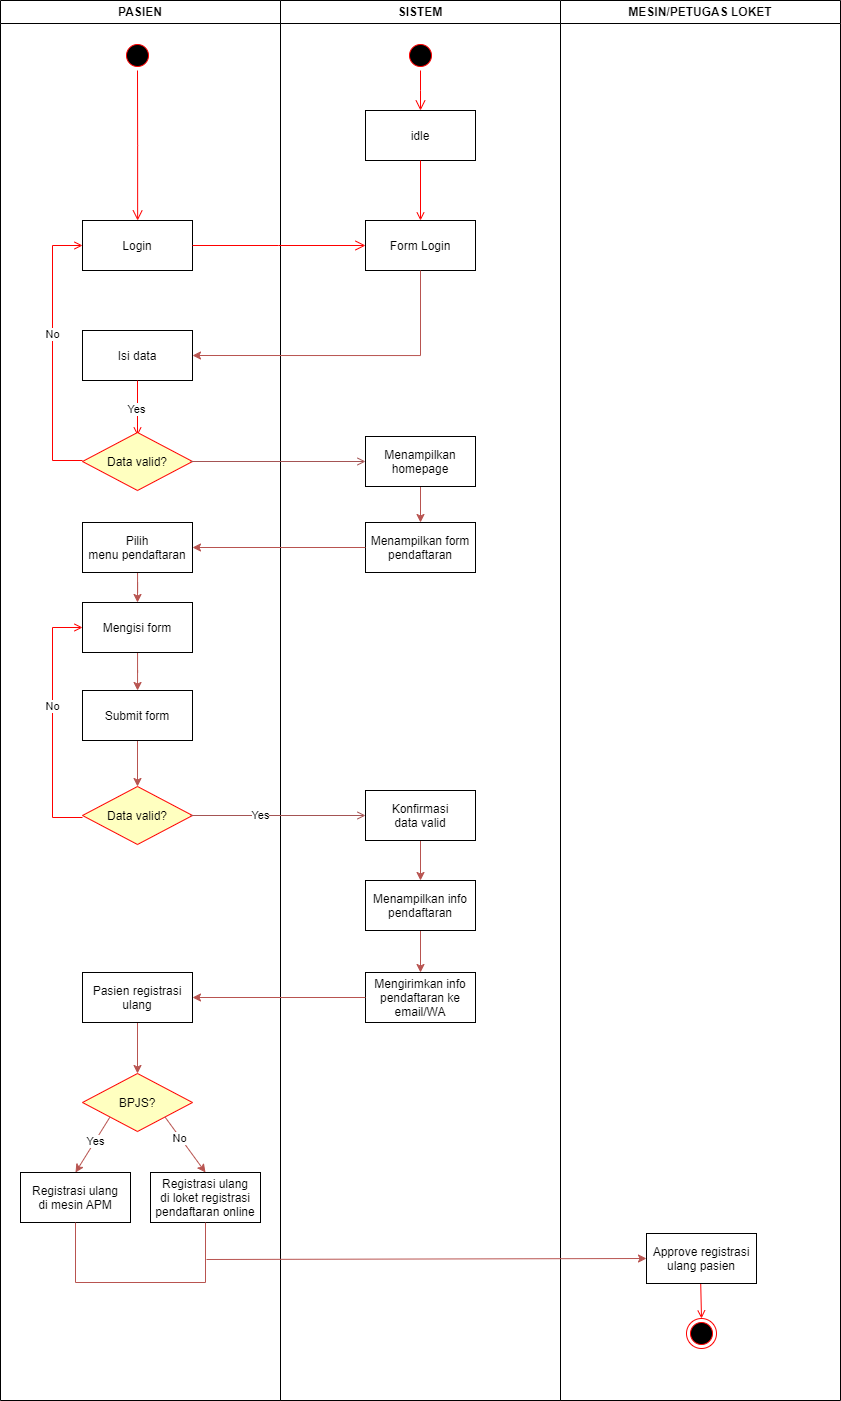 PASIEN
SISTEM
MESIN/PETUGAS LOKET
idle
Login
Form Login
No
Isi data
Yes
Data valid?
Menampilkan
homepage
Pilih
menu pendaftaran
Menampilkan form
pendaftaran
Mengisi form
No
Submit form
Data valid?
Yes
Konfirmasi
data valid
Menampilkan info
pendaftaran
Pasien registrasi
ulang
Mengirimkan info
pendaftaran ke
email/WA
BPJS?
Yes
No
Registrasi ulang
di mesin APM
Registrasi ulang
di loket registrasi
pendaftaran online
Approve registrasi
ulang pasien